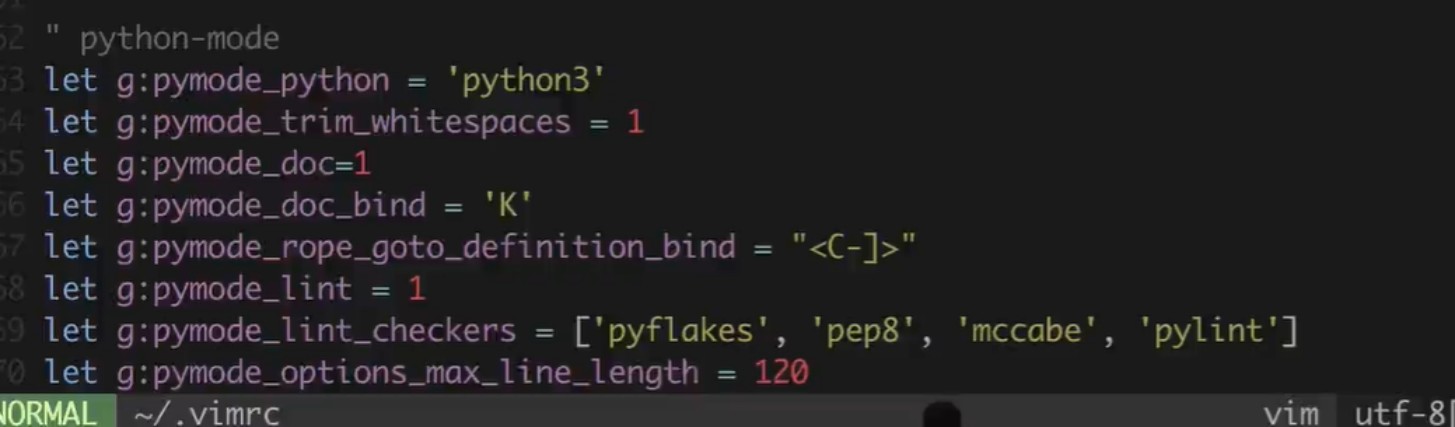 62 " python-mode
63 let g:pymode_python = 'python3'
64 let g:pymode_trim_whitespaces = 1
65 let g:pymode_doc=1
66 let g:pymode_doc_bind = 'K'
67 let g:pymode_rope_goto_definition_bind = "<C-]>"
68 let g:pymode_lint = 1
69 let g:pymode_lint_checkers = ['pyflakes', 'pep8', 'mccabe', 'pylint']
70 let g:pymode_options_max_line_length = 120
NORMAL ~/.vimrc vim utf-8[